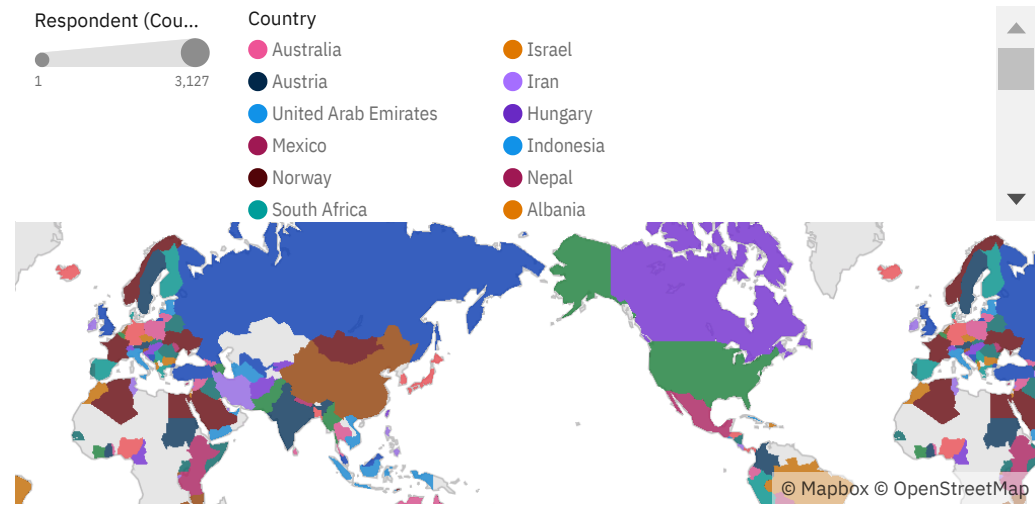 Respondent (Cou...
1
3,127
Country
Australia
Austria
United Arab Emirates
Mexico
Norway
South Africa
Israel
Iran
Hungary
Indonesia
Nepal
Albania
© Mapbox © OpenStreetMap